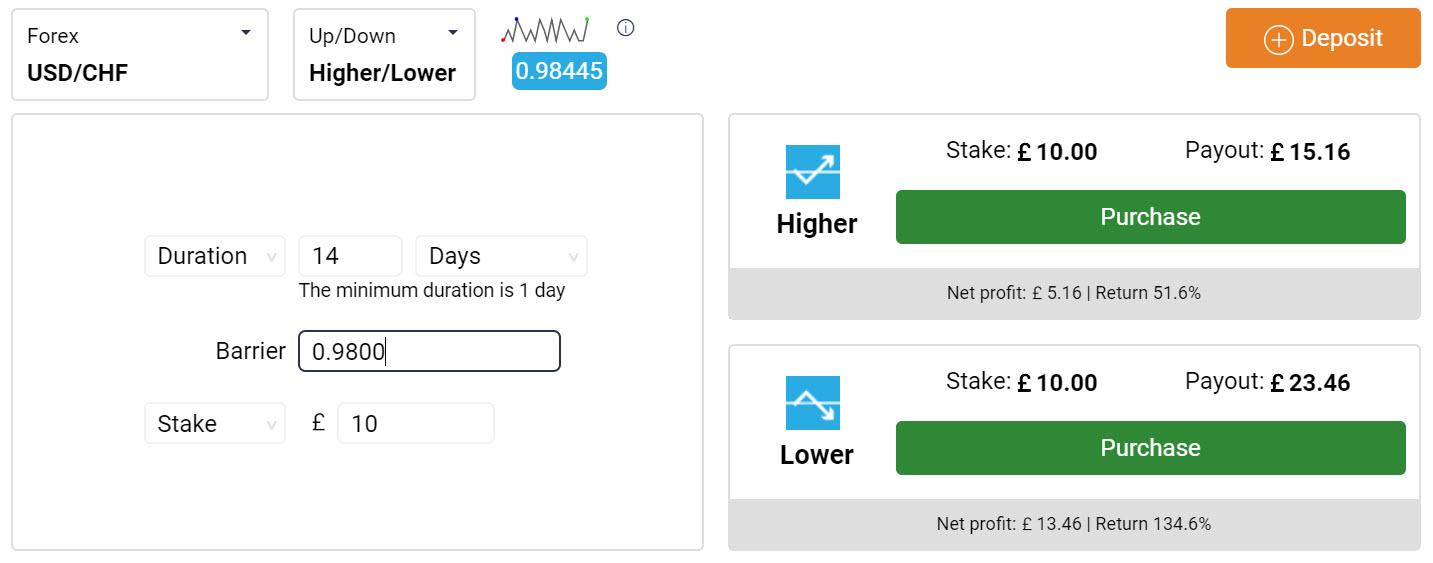 Forex
USD/CHF
Up/Down
Higher/Lower
0.98445
Deposit
Duration 14 Days
The minimum duration is 1 day
Barrier 0.9800
Stake £ 10
Higher
Stake: £ 10.00 Payout: £ 15.16
Purchase
Net profit: £ 5.16 | Return 51.6%
Lower
Stake: £ 10.00 Payout: £ 23.46
Purchase
Net profit: £ 13.46 | Return 134.6%